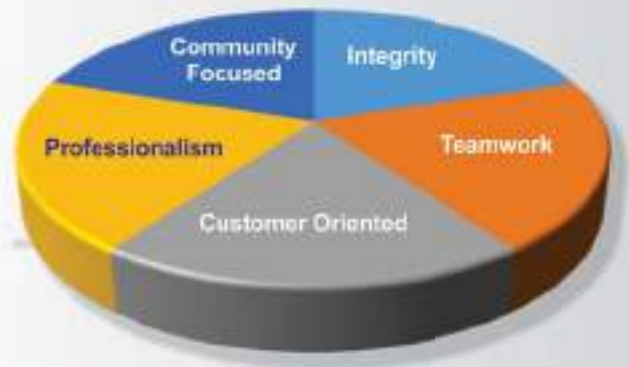 Community
Focused
Integrity
Professionalism
Teamwork
Customer Oriented